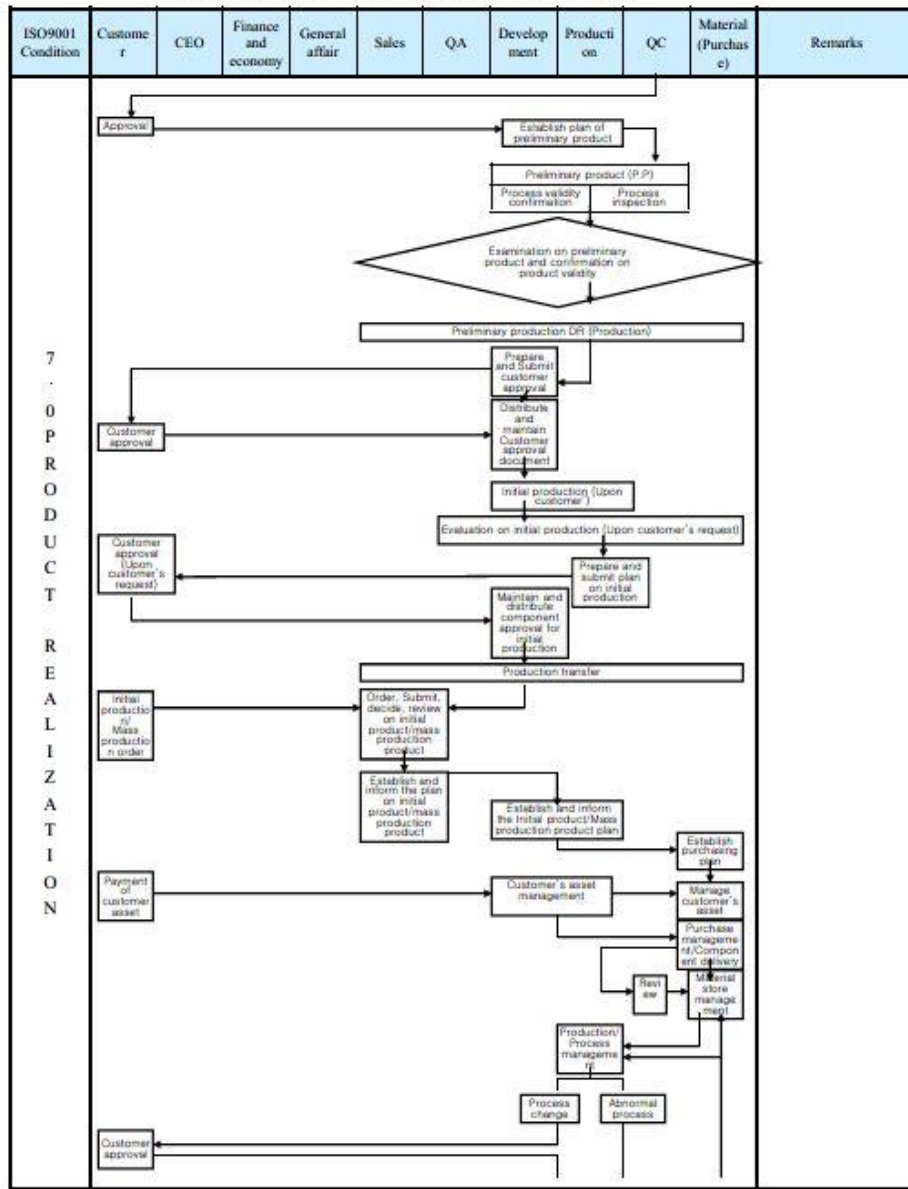 ISO9001
Condition
Custome
r
CEO
Finance
and
economy
General
affair
Sales
QA
Develop
ment
Producti
on
QC
Material
(Purchas
e)
Remarks
7
.
0
P
R
O
D
U
C
T
R
E
A
L
I
Z
A
T
I
O
N
Approval
Establish plan of
preliminary product
Preliminary product (P.P)
Process validity
confirmation
Process
inspection
Examination on preliminary
product and confirmation on
product validity
Preliminary production DR (Production)
Prepare
and Submit
customer
approval
Distribute
and
maintain
Customer
approval
document
Customer
approval
Initial production (Upon
customer')
Evaluation on initial production (Upon customer's request)
Customer
approval
(Upon
customer's
request)
Prepare and
submit plan
on initial
production
Maintain and
distribute
component
approval for
initial
production
Production transfer
Initial
productio
n/
Mass
productio
n order
Order, Submit,
decide, review
on initial
product/mass
production
product
Establish and
inform the plan
on initial
product/mass
production
product
Establish and inform
the Initial product/Mass
production product plan
Establish
purchasing
plan
Payment
of
customer
asset
Customer's asset
management
Manage
customer's
asset
Purchase
manageme
nt/Compon
ent delivery
Revi
ew
Material
store
manage
ment
Production/
Process
manageme
nt
Process
change
Abnormal
process
Customer
approval